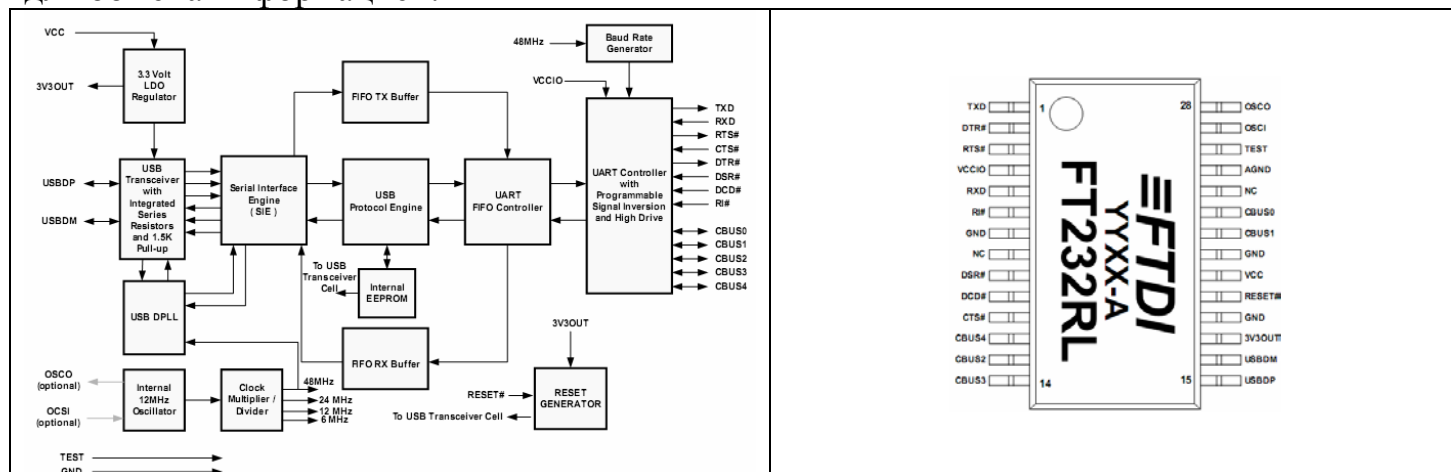 VCC
3.3 Volt
LDO
Regulator
3V3OUT
48MHz
Baud Rate
Generator
VCCIO
FIFO TX Buffer
USBDP
USBDM
USB
Transceiver
with
Integrated
Series
Resistors
and 1.5K
Pull-up
Serial Interface
Engine
( SIE )
USB
Protocol Engine
UART
FIFO Controller
UART Controller
with
Programmable
Signal Inversion
and High Drive
TXD
RXD
RTS#
CTS#
DTR#
DSR#
DCD#
RI#
CBUS0
CBUS1
CBUS2
CBUS3
CBUS4
To USB
Transceiver
Cell
Internal
EEPROM
USB DPLL
FIFO RX Buffer
3V3OUT
OSCO
(optional)
OCSI
(optional)
Internal
12MHz
Oscillator
Clock
Multiplier /
Divider
48MHz
24 MHz
12 MHz
6 MHz
RESET#
RESET
GENERATOR
To USB Transceiver Cell
TEST
GND
TXD
DTR#
RTS#
VCCIO
RXD
RI#
GND
NC
DSR#
DCD#
CTS#
CBUS4
CBUS2
CBUS3
1
14
28
15
FTDI
YYXX-A
FT232RL
OSCO
OSCI
TEST
AGND
NC
CBUS0
CBUS1
GND
VCC
RESET#
GND
3V3OUT
USBDM
USBDP